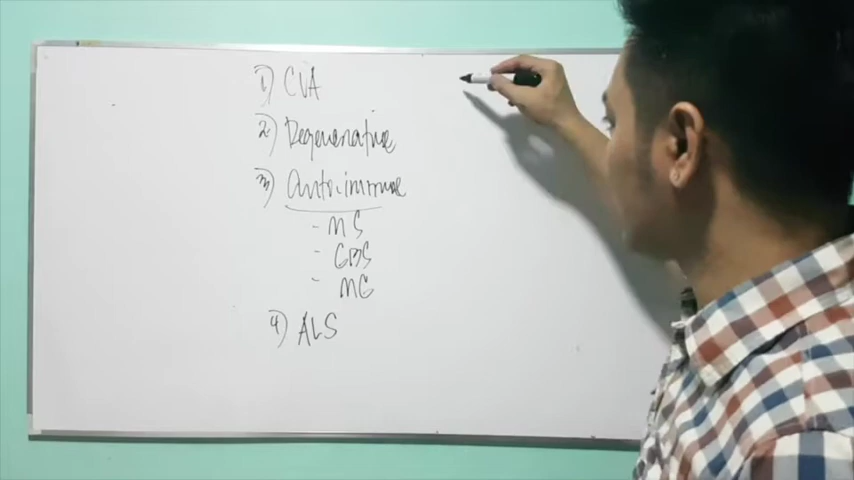 1) CVA
2) Degenerative
3) Autoimmune
- MS
- GBS
- MG
4) ALS